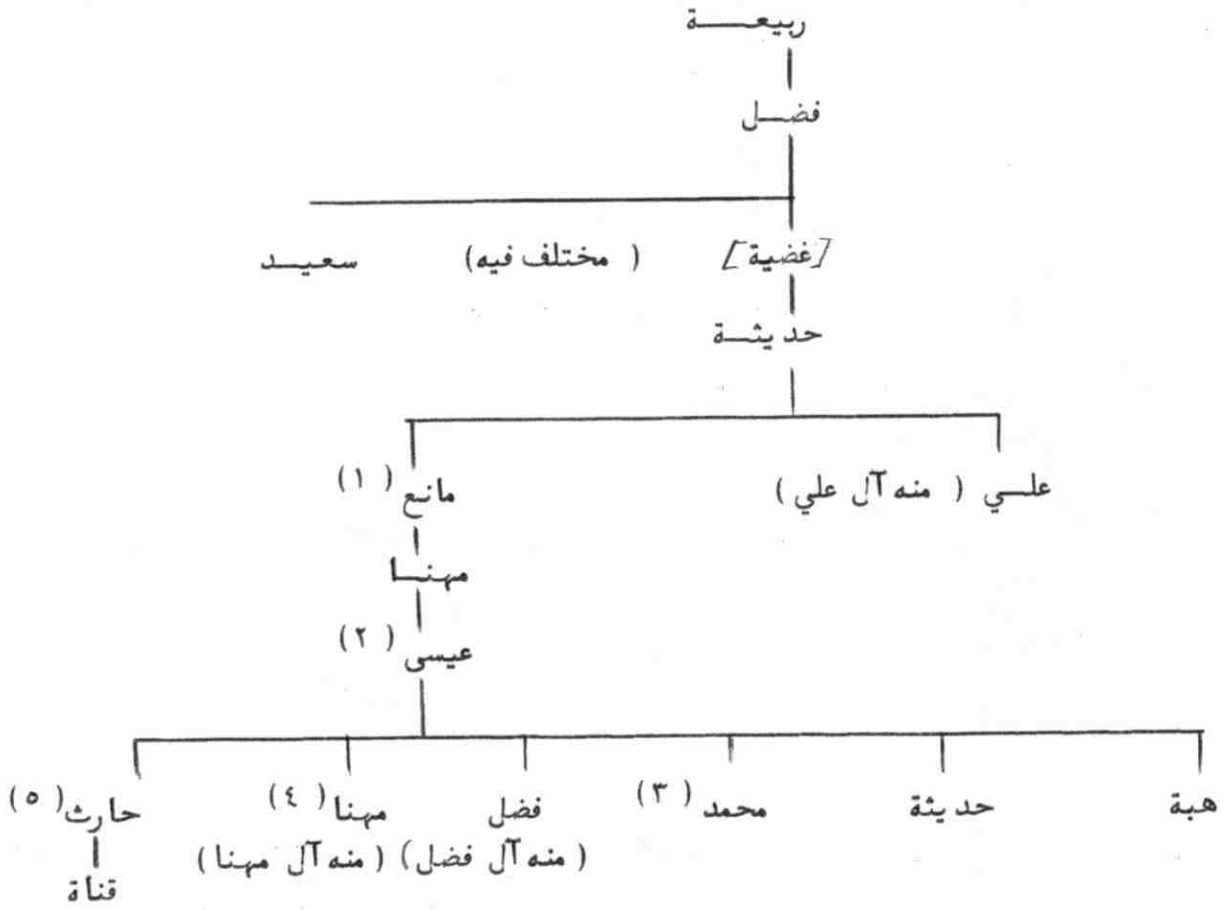 ربيعة
فضل
[غضية] (مختلف فيه) سعيد
حديثة
علي (منه آل علي) مانع (١)
مهنا
عيسى (٢)
هبة حديثة محمد (٣) فضل مهنا (٤) حارث (٥)
(منه آل فضل) (منه آل مهنا)
قناة